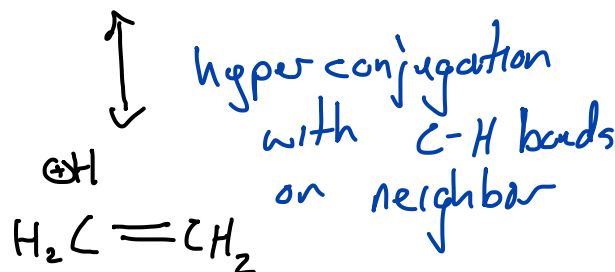 hyperconjugation
with C-H bonds
on neighbor
⊕H
H₂C=CH₂